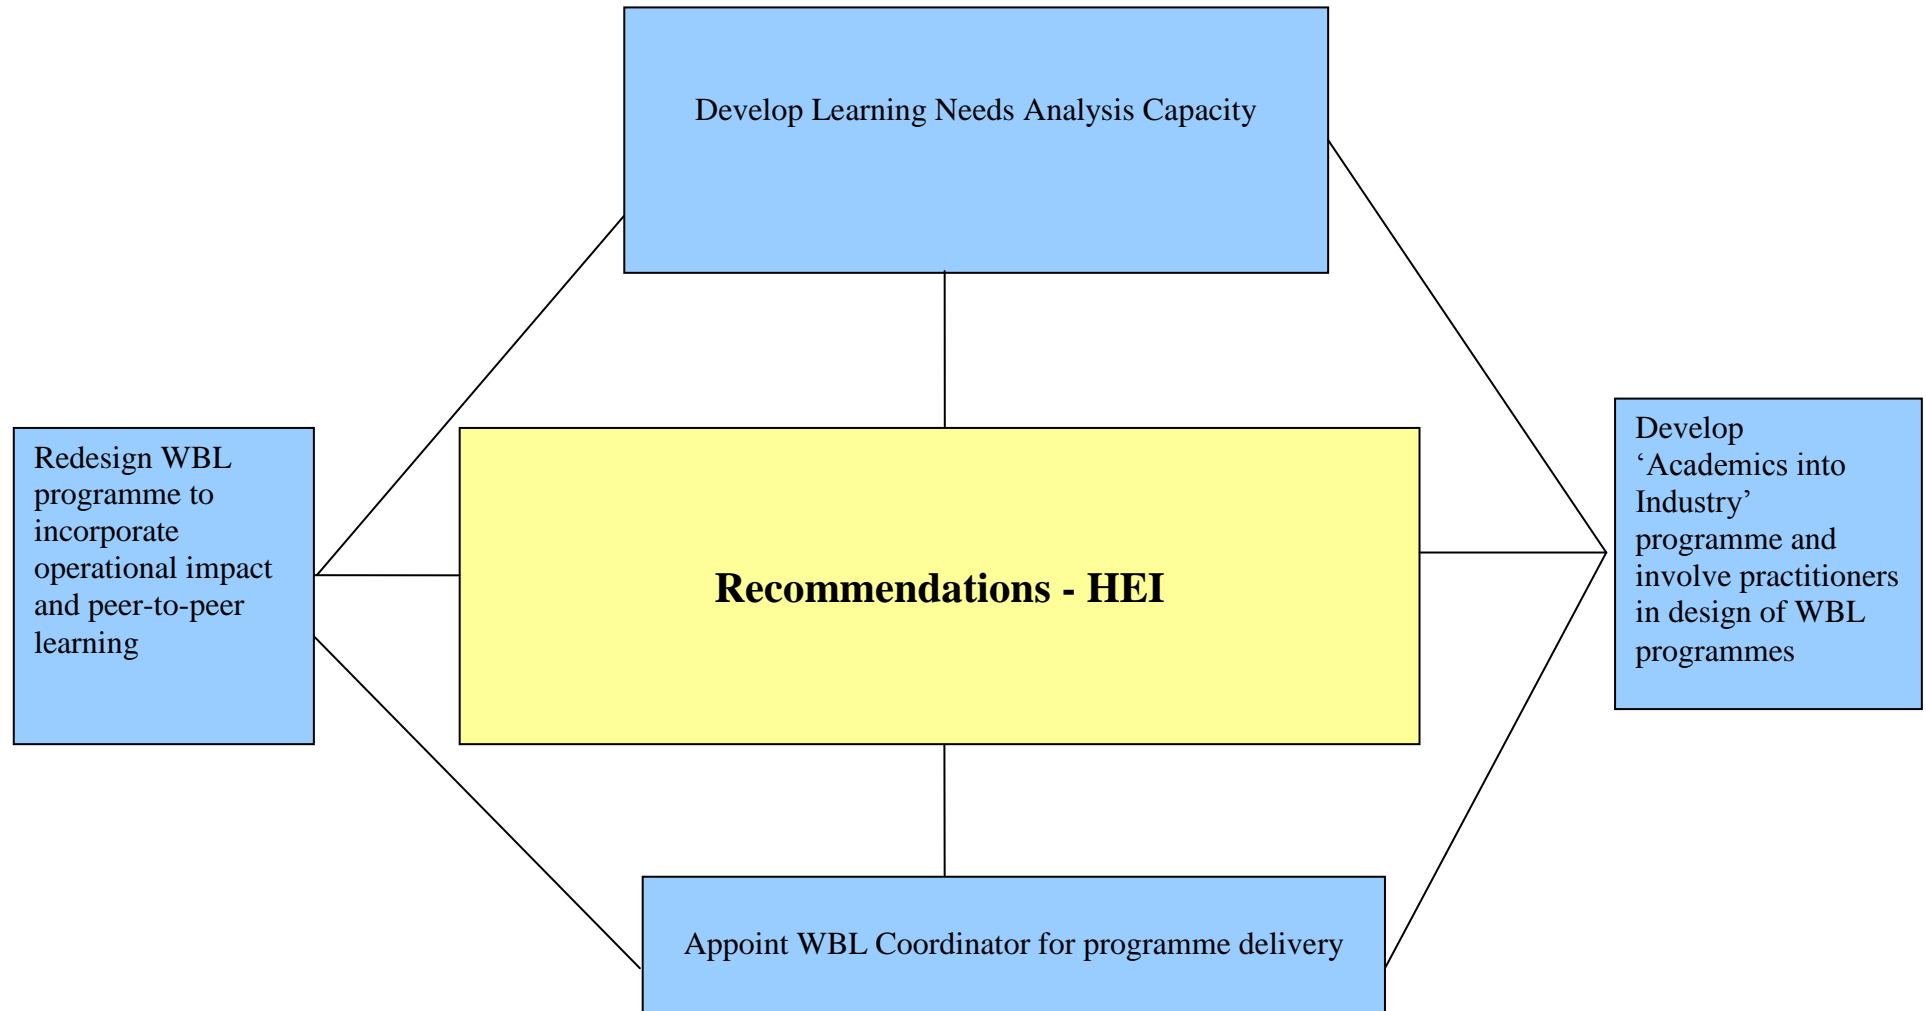 Develop Learning Needs Analysis Capacity
Redesign WBL
programme to
incorporate
operational impact
and peer-to-peer
learning
Recommendations - HEI
Develop
‘Academics into
Industry’
programme and
involve practitioners
in design of WBL
programmes
Appoint WBL Coordinator for programme delivery